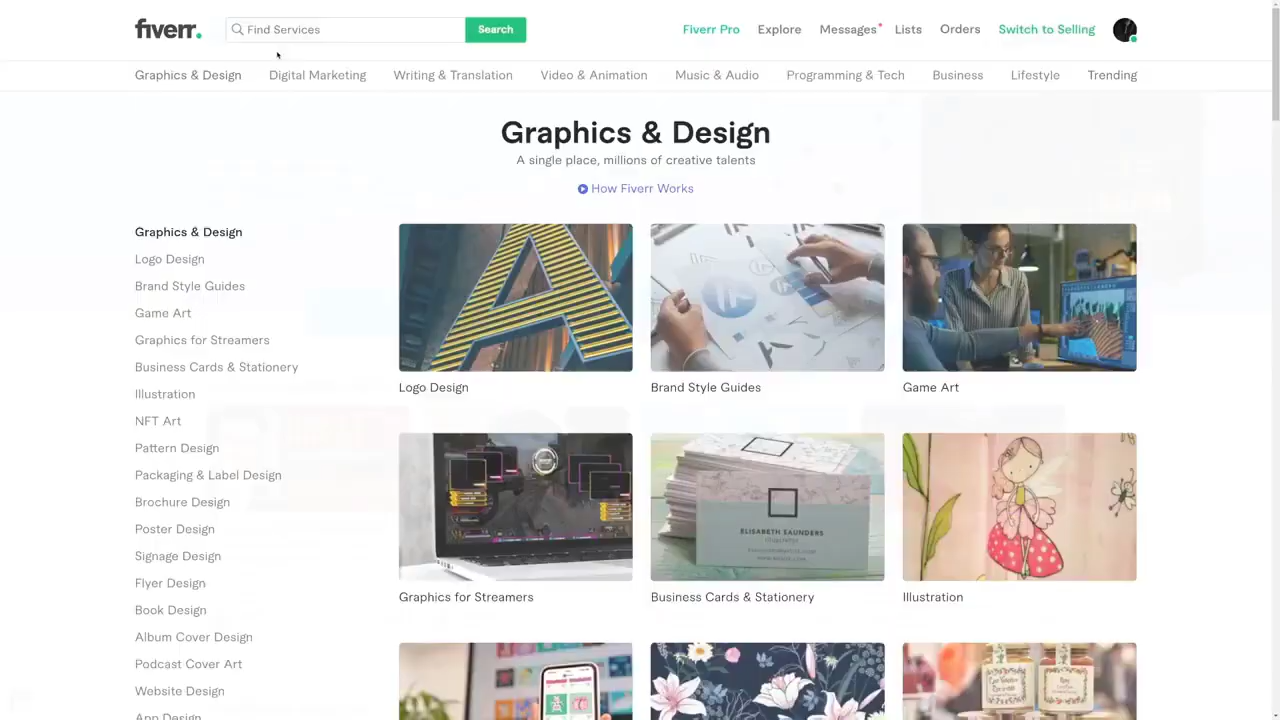 fiverr.
Find Services
Search
Fiverr Pro
Explore
Messages
Lists
Orders
Switch to Selling
Graphics & Design
Digital Marketing
Writing & Translation
Video & Animation
Music & Audio
Programming & Tech
Business
Lifestyle
Trending
Graphics & Design
A single place, millions of creative talents
How Fiverr Works
Graphics & Design
Logo Design
Brand Style Guides
Game Art
Graphics for Streamers
Business Cards & Stationery
Illustration
NFT Art
Pattern Design
Packaging & Label Design
Brochure Design
Poster Design
Signage Design
Flyer Design
Book Design
Album Cover Design
Podcast Cover Art
Website Design
App Design
Logo Design
Brand Style Guides
Game Art
ELISABETH SAUNDERS
Graphics for Streamers
Business Cards & Stationery
Illustration